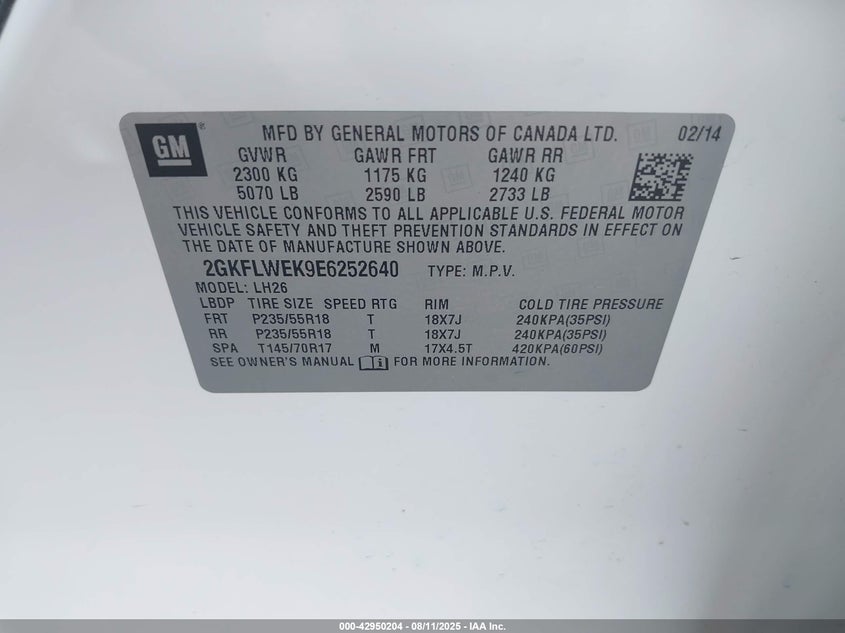 GM ® MFD BY GENERAL MOTORS OF CANADA LTD. 02/14
GVWR GAWR FRT GAWR RR
2300 KG 1175 KG 1240 KG
5070 LB 2590 LB 2733 LB
THIS VEHICLE CONFORMS TO ALL APPLICABLE U.S. FEDERAL MOTOR
VEHICLE SAFETY AND THEFT PREVENTION STANDARDS IN EFFECT ON
THE DATE OF MANUFACTURE SHOWN ABOVE.
2GKFLWEK9E6252640 TYPE: M.P.V.
MODEL: LH26
LBDP TIRE SIZE SPEED RTG RIM COLD TIRE PRESSURE
FRT P235/55R18 T 18X7J 240KPA(35PSI)
RR P235/55R18 T 18X7J 240KPA(35PSI)
SPA T145/70R17 M 17X4.5T 420KPA(60PSI)
SEE OWNER'S MANUAL FOR MORE INFORMATION.
000-42950204 - 08/11/2025 - IAA Inc.